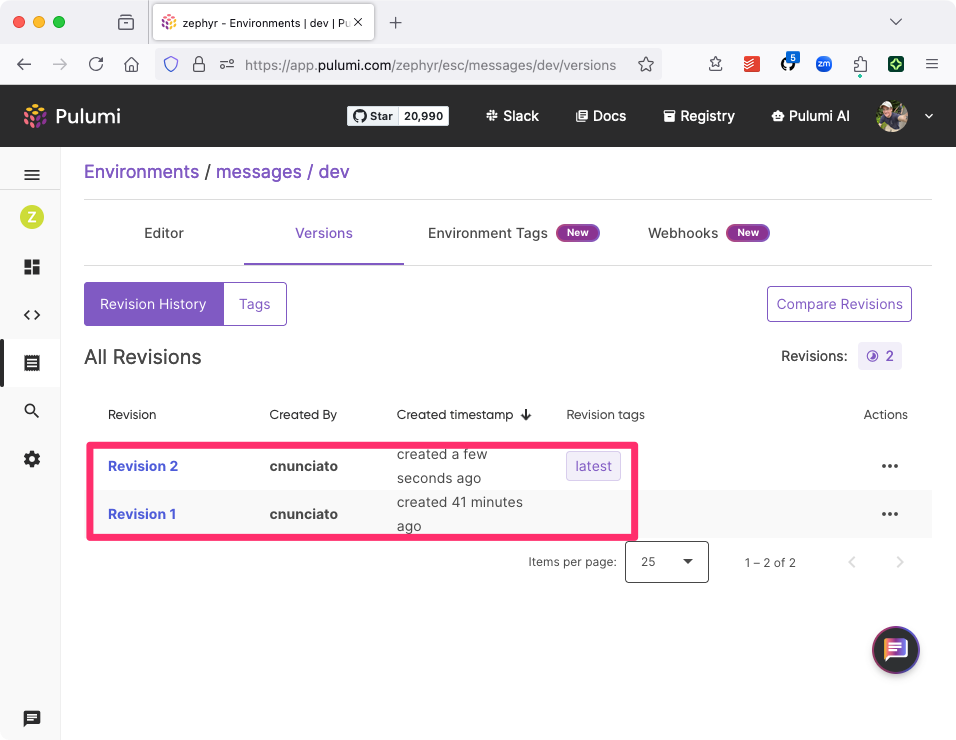 zephyr - Environments | dev | Pu
https://app.pulumi.com/zephyr/esc/messages/dev/versions
5
zm
Pulumi
Star 20,990
Slack
Docs
Registry
Pulumi AI
Environments / messages / dev
Z
Editor
Versions
Environment Tags New
Webhooks New
Revision History
Tags
Compare Revisions
All Revisions
Revisions: 2
Revision Created By Created timestamp Revision tags Actions
Revision 2 cnunciato created a few
seconds ago latest
Revision 1 cnunciato created 41 minutes
ago
Items per page: 25 1 – 2 of 2